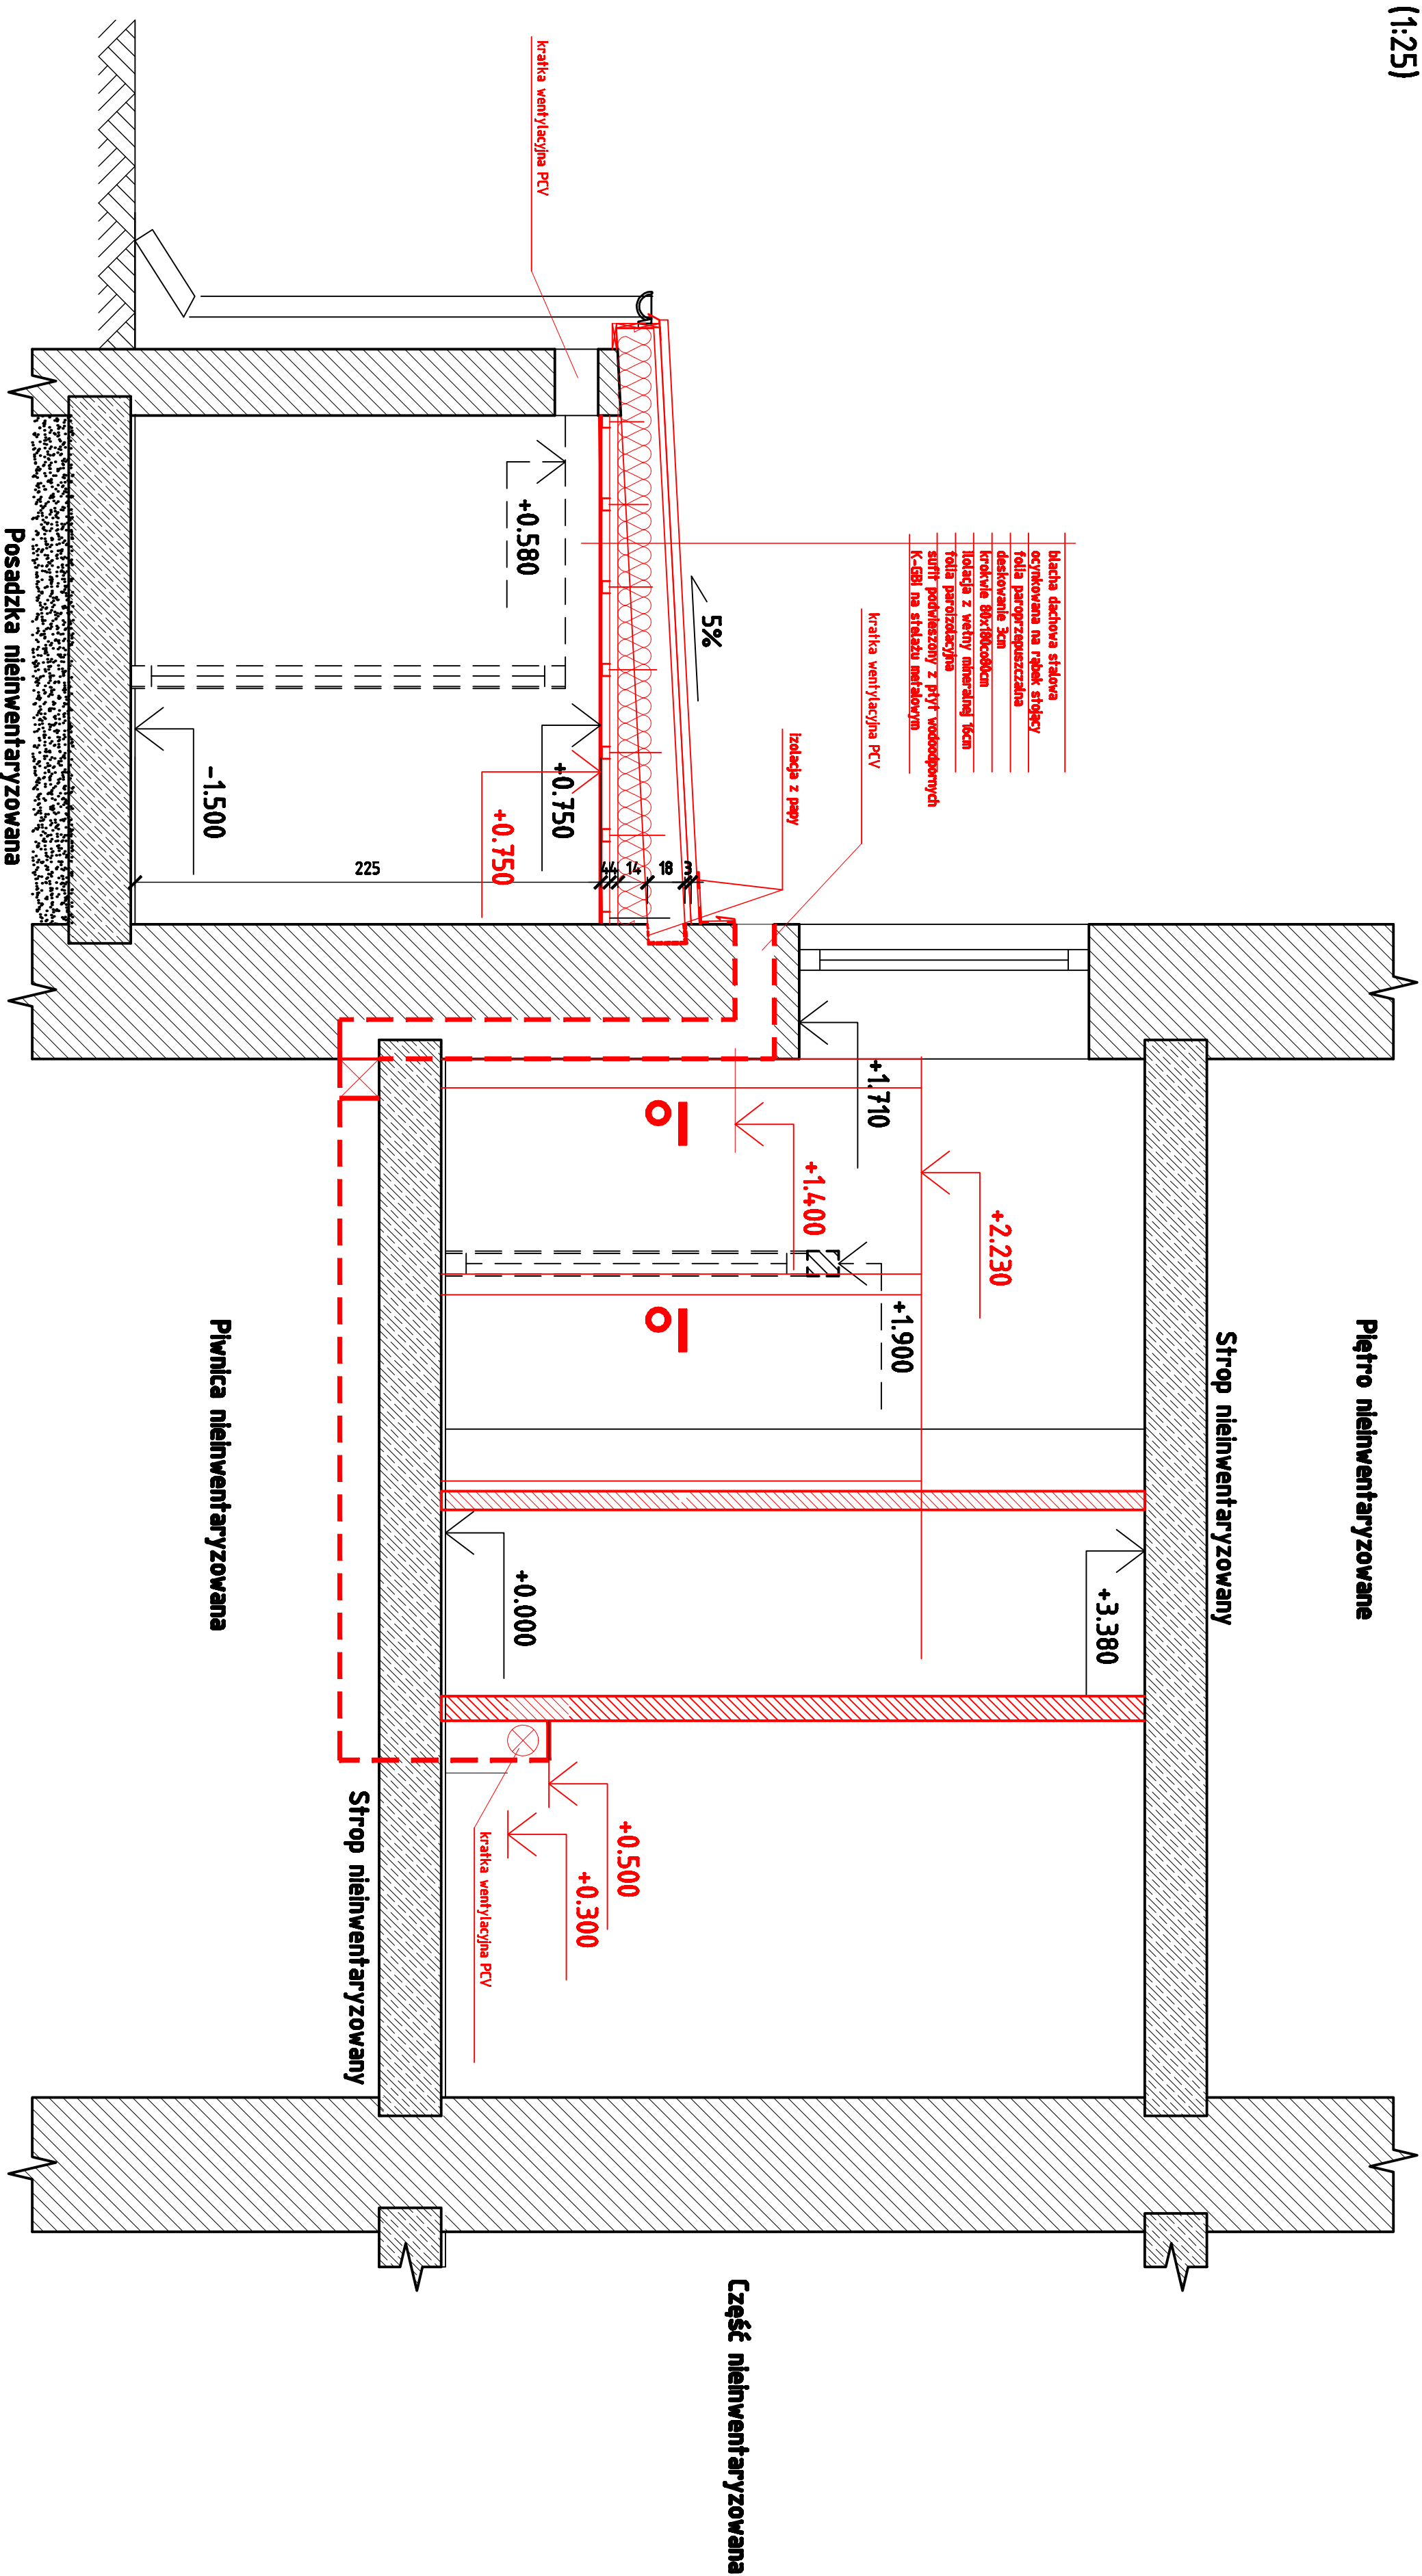 (1:25)
Piętro nieinwentaryzowane
Strop nieinwentaryzowany
blacha dachowa stalowa
ocynkowana na rąbek stojący
folia paroprzepuszczalna
deskowanie 3cm
krokwie 80x180co80cm
ilolacja z wełny mineralnej 16cm
folia paroizolacyjna
sufit podwieszony z płyt wodoodpornych
K-GBI na stelażu metalowym
kratka wentylacyjna PCV
izolacja z papy
5%
kratka wentylacyjna PCV
+0.580
+0.750
+0.750
-1.500
225
14
18
3
+1.710
+1.400
+2.230
+1.900
+3.380
+0.000
+0.500
+0.300
kratka wentylacyjna PCV
Strop nieinwentaryzowany
Piwnica nieinwentaryzowana
Posadzka nieinwentaryzowana
Część nieinwentaryzowana